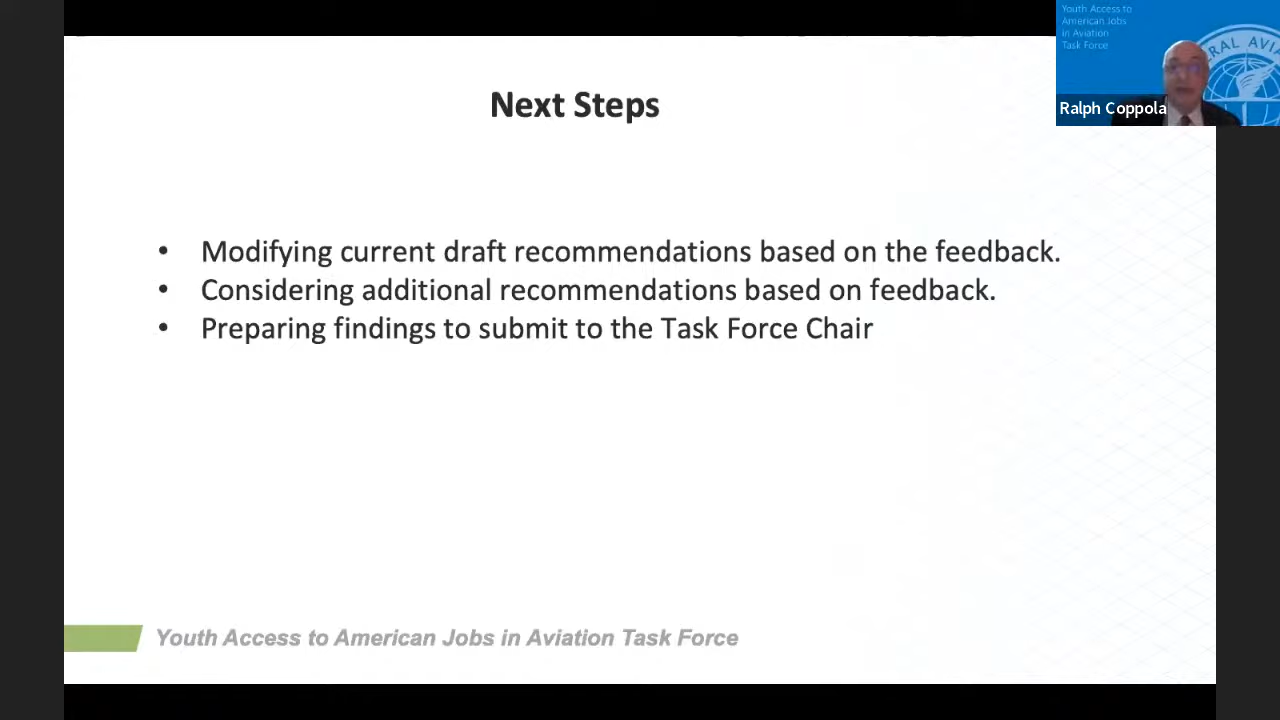 Youth Access to
American Jobs
in Aviation
Task Force
RAL AVIA
Ralph Coppola
Next Steps
• Modifying current draft recommendations based on the feedback.
• Considering additional recommendations based on feedback.
• Preparing findings to submit to the Task Force Chair
Youth Access to American Jobs in Aviation Task Force